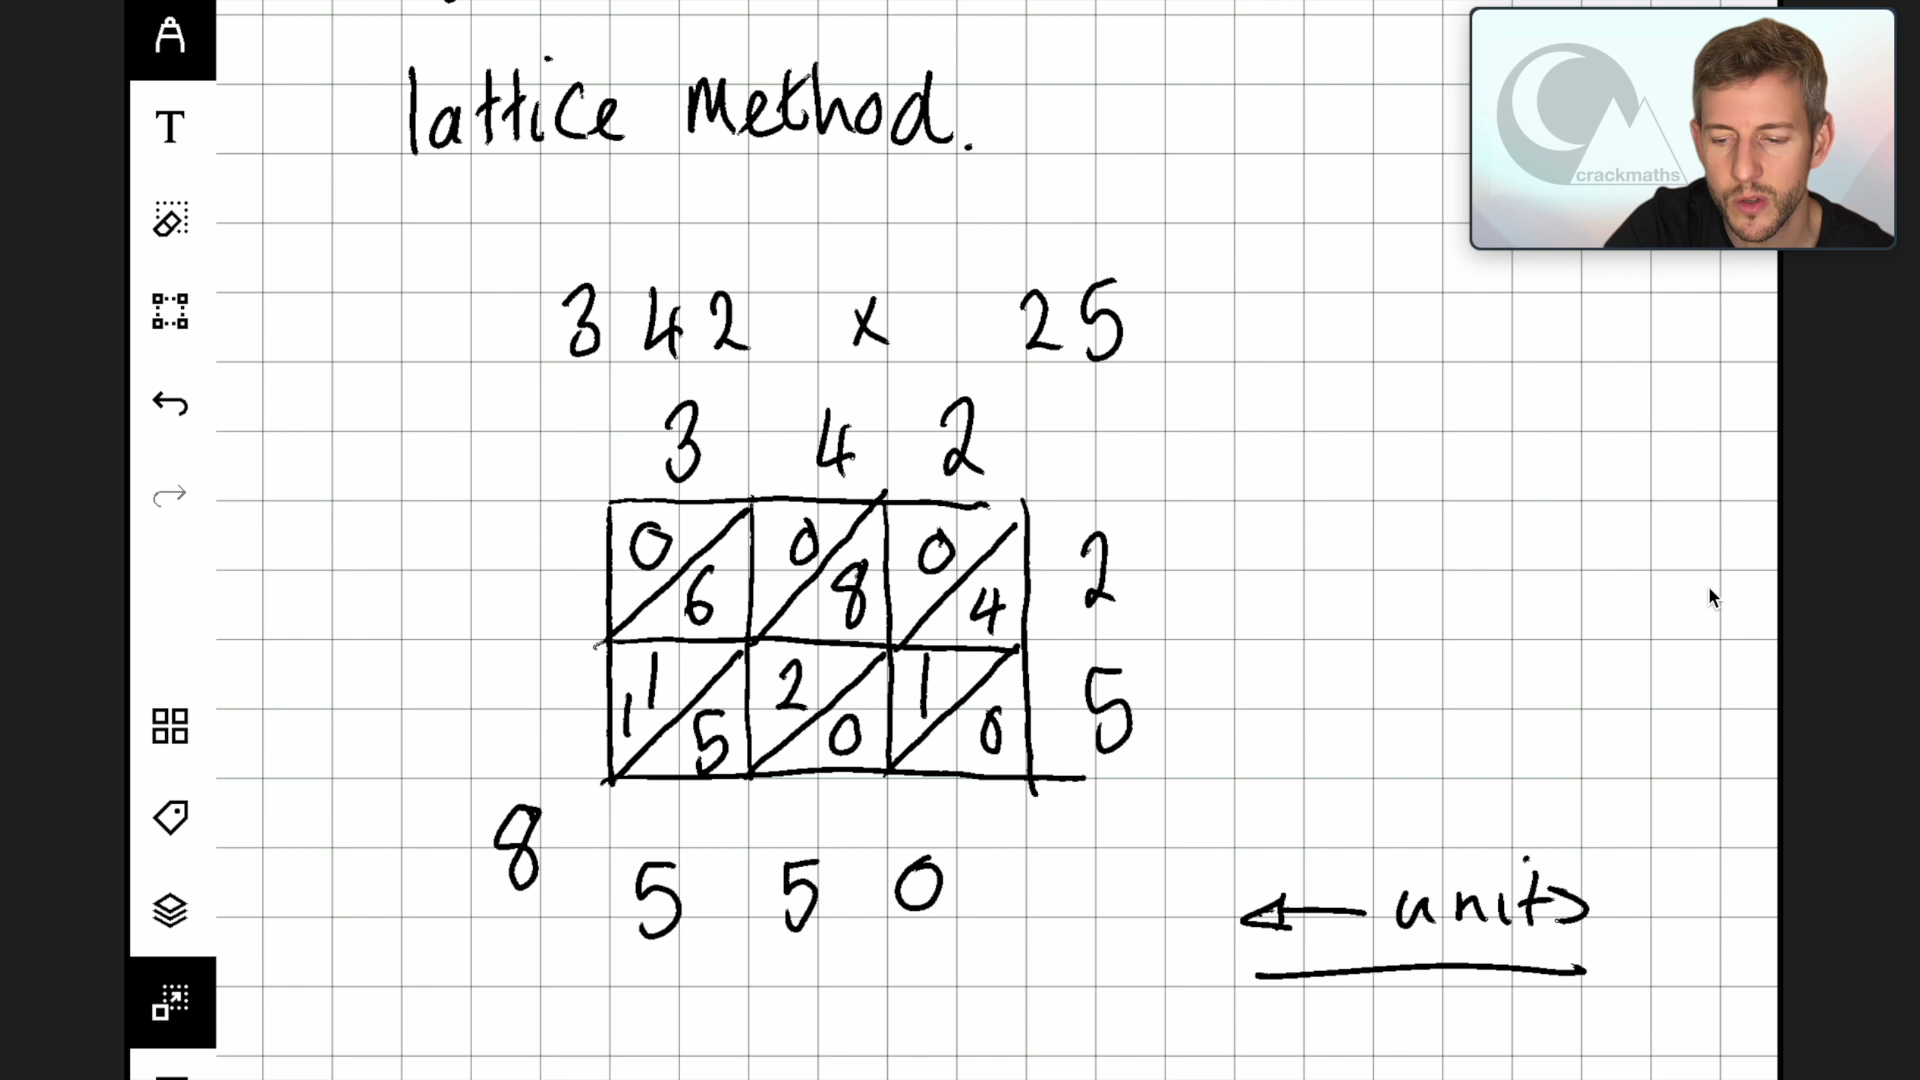 lattice Method.
crackmaths
342 x 25
3 4 2
0 6 0 8 0 4 2
1 1 5 2 0 1 0 5
8 5 5 0
← units